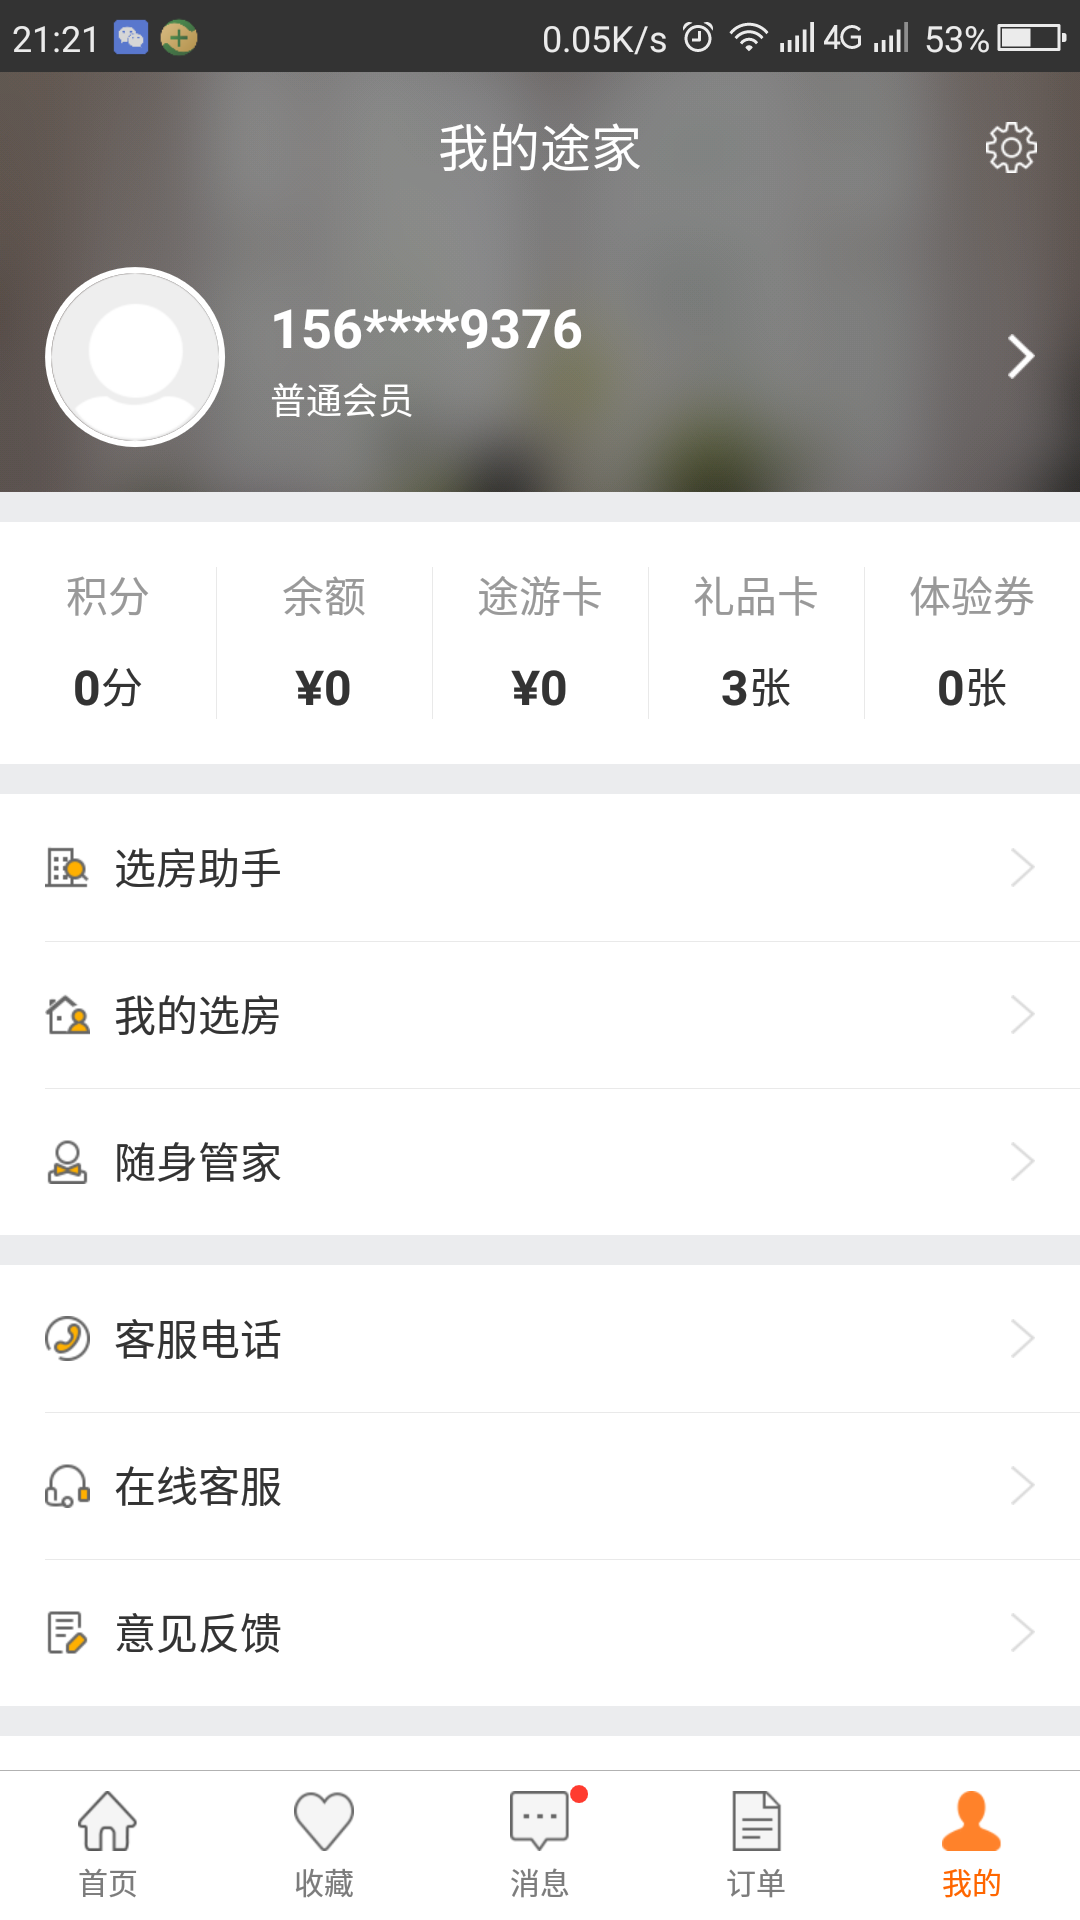 21:21 0.05K/s 4G 53%
我的途家
156****9376
普通会员
积分 余额 途游卡 礼品卡 体验券
0分 ¥0 ¥0 3张 0张
选房助手
我的选房
随身管家
客服电话
在线客服
意见反馈
首页 收藏 消息 订单 我的